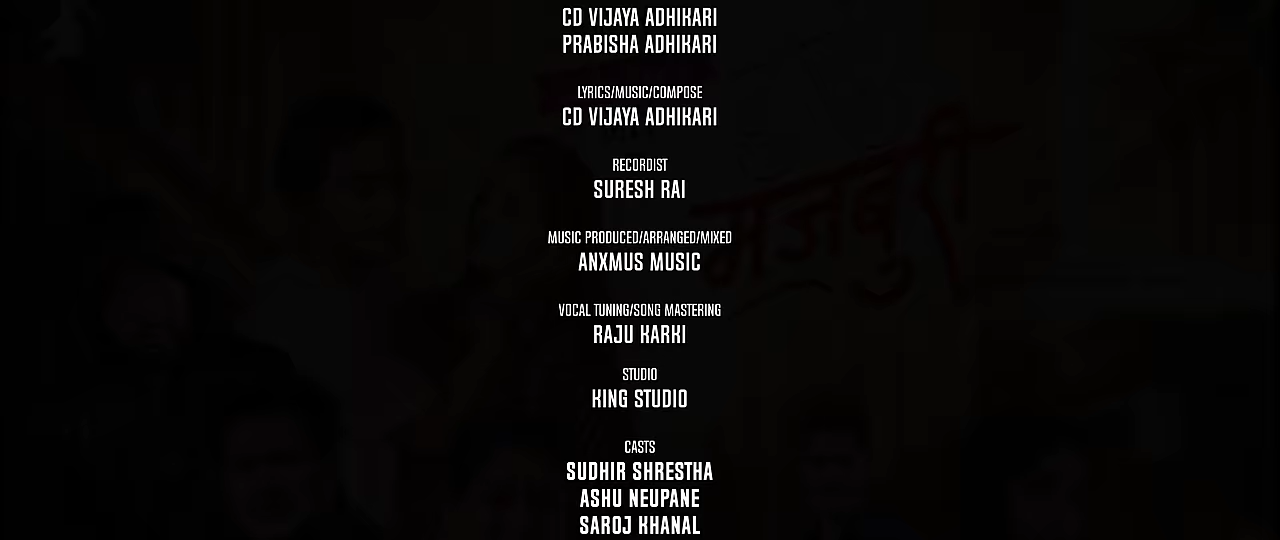 CD VIJAYA ADHIKARI
PRABISHA ADHIKARI
LYRICS/MUSIC/COMPOSE
CD VIJAYA ADHIKARI
RECORDIST
SURESH RAI
मजबुरी
MUSIC PRODUCED/ARRANGED/MIXED
ANXMUS MUSIC
VOCAL TUNING/SONG MASTERING
RAJU KARKI
STUDIO
KING STUDIO
CASTS
SUDHIR SHRESTHA
ASHU NEUPANE
SAROJ KHANAL